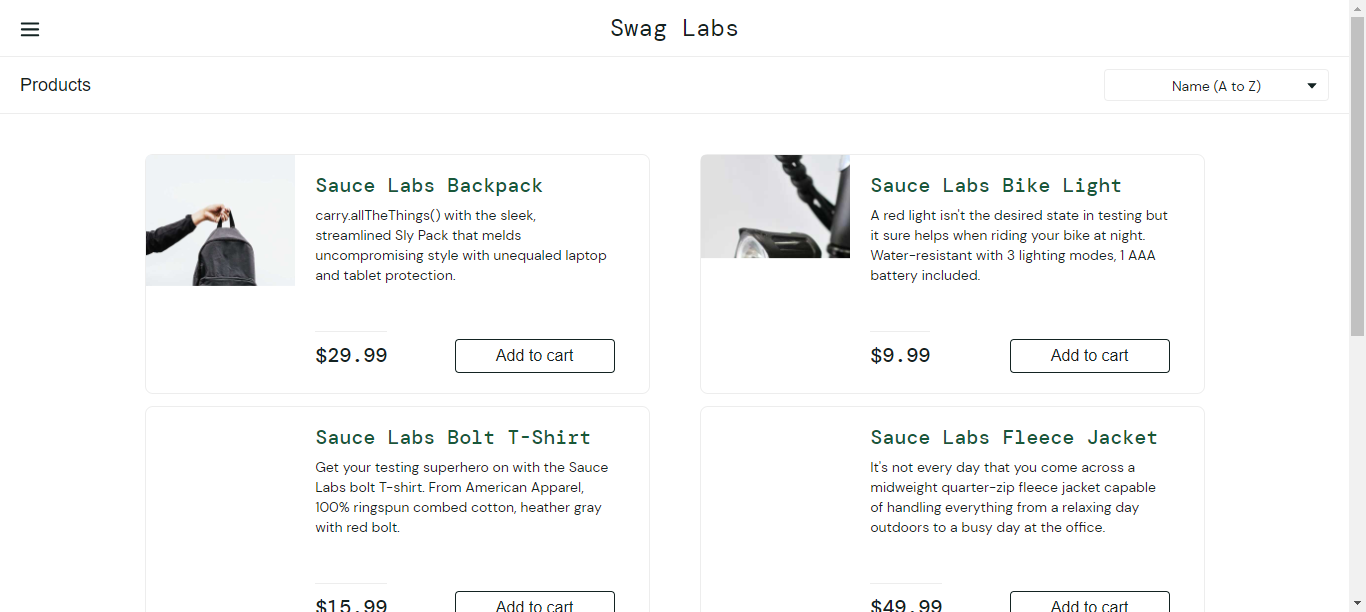 Swag Labs
Products
Name (A to Z)
Sauce Labs Backpack
carry.allTheThings() with the sleek,
streamlined Sly Pack that melds
uncompromising style with unequaled laptop
and tablet protection.
$29.99
Add to cart
Sauce Labs Bike Light
A red light isn't the desired state in testing but
it sure helps when riding your bike at night.
Water-resistant with 3 lighting modes, 1 AAA
battery included.
$9.99
Add to cart
Sauce Labs Bolt T-Shirt
Get your testing superhero on with the Sauce
Labs bolt T-shirt. From American Apparel,
100% ringspun combed cotton, heather gray
with red bolt.
$15.99
Add to cart
Sauce Labs Fleece Jacket
It's not every day that you come across a
midweight quarter-zip fleece jacket capable
of handling everything from a relaxing day
outdoors to a busy day at the office.
$49.99
Add to cart